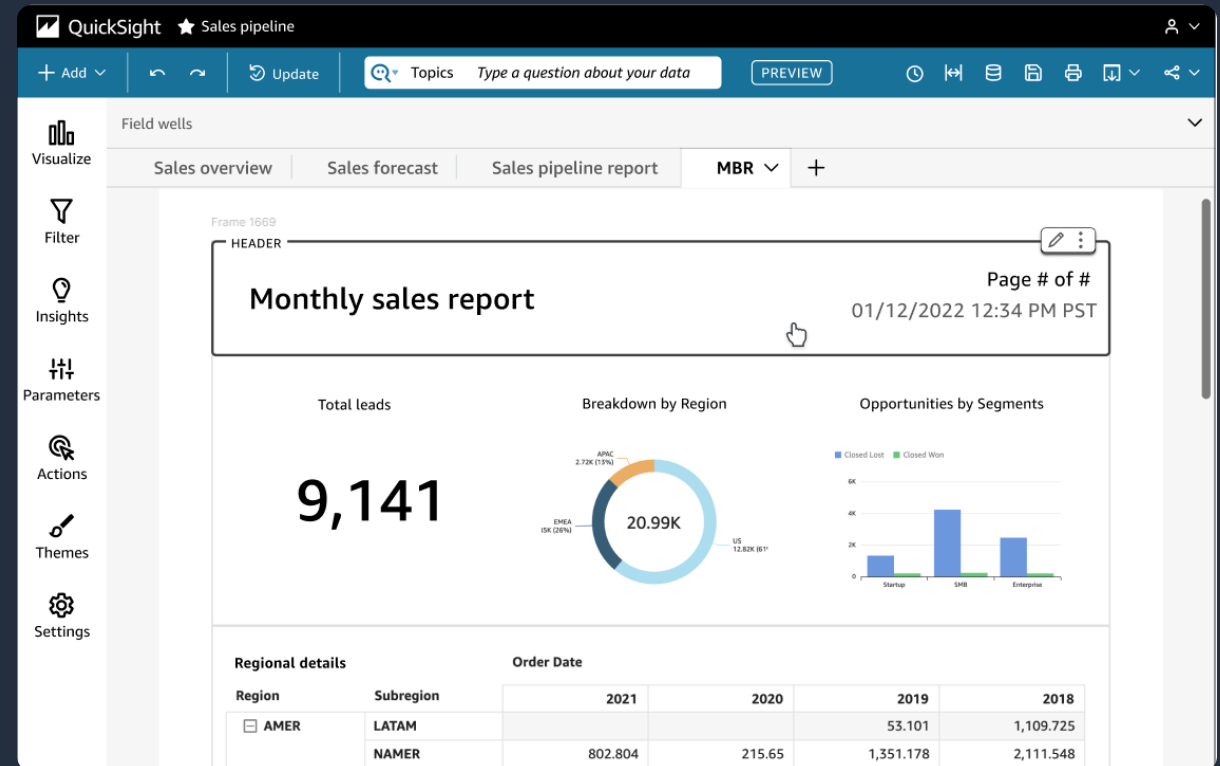 QuickSight Sales pipeline
Add Update Topics Type a question about your data PREVIEW
Field wells
Visualize
Sales overview Sales forecast Sales pipeline report MBR
Filter
Insights
Parameters
Actions
Themes
Settings
Frame 1669
HEADER
Monthly sales report
Page # of #
01/12/2022 12:34 PM PST
Total leads
9,141
Breakdown by Region
APAC
2.72K (13%)
EMEA
(26%)
20.99K
US
12.82K (61
Opportunities by Segments
Closed Lost Closed Won
6K
4K
2K
0
Startup SMB Enterprise
Regional details Order Date
Region Subregion 2021 2020 2019 2018
AMER LATAM 53.101 1,109.725
NAMER 802.804 215.65 1,351.178 2,111.548